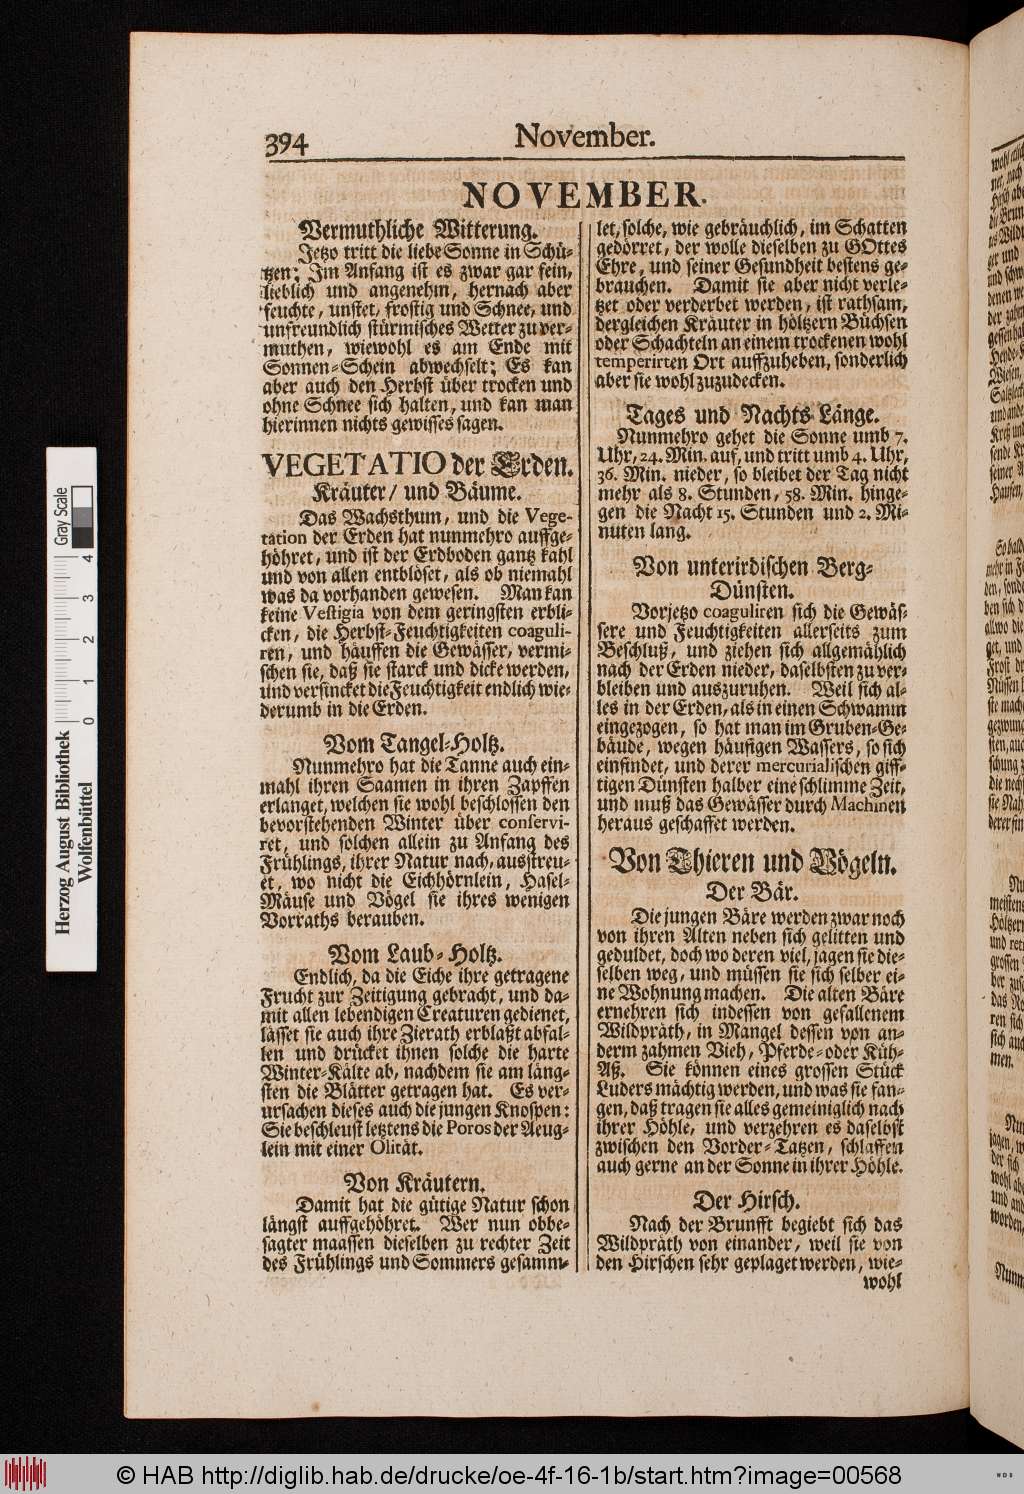 394
November.
NOVEMBER.
Vermuthliche Witterung.
Jetzo tritt die liebe Sonne in Schü-
tzen; Im Anfang ist es zwar gar fein,
lieblich und angenehm, hernach aber
feuchte, unstet, frostig und Schnee, und
unfreundlich stürmisches Wetter zu ver-
muthen, wiewohl es am Ende mit
Sonnen-Schein abwechselt; Es kan
aber auch den Herbst über trocken und
ohne Schnee sich halten, und kan man
hierinnen nichts gewisses sagen.
VEGETATIO der Erden.
Kräuter/ und Bäume.
Das Wachsthum, und die Vege-
tation der Erden hat nunmehro auffge-
höhret, und ist der Erdboden gantz kahl
und von allen entblöset, als ob niemahl
was da vorhanden gewesen. Man kan
keine Vestigia von dem geringsten erbli-
cken, die Herbst-Feuchtigkeiten coaguli-
ren, und häuffen die Gewässer, vermi-
schen sie, daß sie starck und dicke werden,
und versincket die Feuchtigkeit endlich wie-
derumb in die Erden.
Vom Tangel-Holtz.
Nunmehro hat die Tanne auch ein-
mahl ihren Saamen in ihren Zapffen
erlanget, welchen sie wohl beschlossen den
bevorstehenden Winter über conservi-
ret, und solchen allein zu Anfang des
Frühlings, ihrer Natur nach, ausstreu-
et, wo nicht die Eichhörnlein, Hasel-
Mäuse und Vögel sie ihres wenigen
Vorraths berauben.
Vom Laub-Holtz.
Endlich, da die Eiche ihre getragene
Frucht zur Zeitigung gebracht, und da-
mit allen lebendigen Creaturen gedienet,
lässet sie auch ihre Zierath erblaßt abfal-
len und drücket ihnen solche die harte
Winter-Kälte ab, nachdem sie am läng-
sten die Blätter getragen hat. Es ver-
ursachen dieses auch die jungen Knospen:
Sie beschleust letztens die Poros der Aeug-
lein mit einer Olität.
Von Kräutern.
Damit hat die gütige Natur schon
längst auffgehöhret. Wer nun obbe-
sagter maassen dieselben zu rechter Zeit
des Frühlings und Sommers gesamm-
let, solche, wie gebräuchlich, im Schatten
gedörret, der wolle dieselben zu GOttes
Ehre, und seiner Gesundheit bestens ge-
brauchen. Damit sie aber nicht verle-
tzet oder verderbet werden, ist rathsam,
dergleichen Kräuter in höltzern Büchsen
oder Schachteln an einem trockenen wohl
temperirten Ort auffzuheben, sonderlich
aber sie wohl zuzudecken.
Tages und Nachts Länge.
Nunmehro gehet die Sonne umb 7.
Uhr, 24. Min. auf, und tritt umb 4. Uhr,
36. Min. nieder, so bleibet der Tag nicht
mehr als 8. Stunden, 58. Min. hinge-
gen die Nacht 15. Stunden und 2. Mi-
nuten lang.
Von unterirdischen Berg-
Dünsten.
Vorjetzo coaguliren sich die Gewäs-
sere und Feuchtigkeiten allerseits zum
Beschluß, und ziehen sich allgemählich
nach der Erden nieder, daselbsten zu ver-
bleiben und auszuruhen. Weil sich al-
les in der Erden, als in einen Schwamm
eingezogen, so hat man im Gruben-Ge-
bäude, wegen häufigen Wassers, so sich
einfindet, und derer mercurialischen giff-
tigen Dünsten halber eine schlimme Zeit,
und muß das Gewässer durch Machinen
heraus geschaffet werden.
Von Thieren und Vögeln.
Der Bär.
Die jungen Bäre werden zwar noch
von ihren Alten neben sich gelitten und
geduldet, doch wo deren viel, jagen sie die-
selben weg, und müssen sie sich selber ei-
ne Wohnung machen. Die alten Bäre
ernehren sich indessen von gefallenem
Wildpräth, in Mangel dessen von an-
derm zahmen Vieh, Pferde- oder Küh-
Aß. Sie können eines grossen Stück
Luders mächtig werden, und was sie fan-
gen, daß tragen sie alles gemeiniglich nach
ihrer Höhle, und verzehren es daselbst
zwischen den Vorder-Tatzen, schlaffen
auch gerne an der Sonne in ihrer Höhle.
Der Hirsch.
Nach der Brunfft begiebt sich das
Wildpräth von einander, weil sie von
den Hirschen sehr geplaget werden, wie-
wohl
Gray Scale
0 1 2 3 4
Herzog August Bibliothek
Wolfenbüttel
© HAB http://diglib.hab.de/drucke/oe-4f-16-1b/start.htm?image=00568